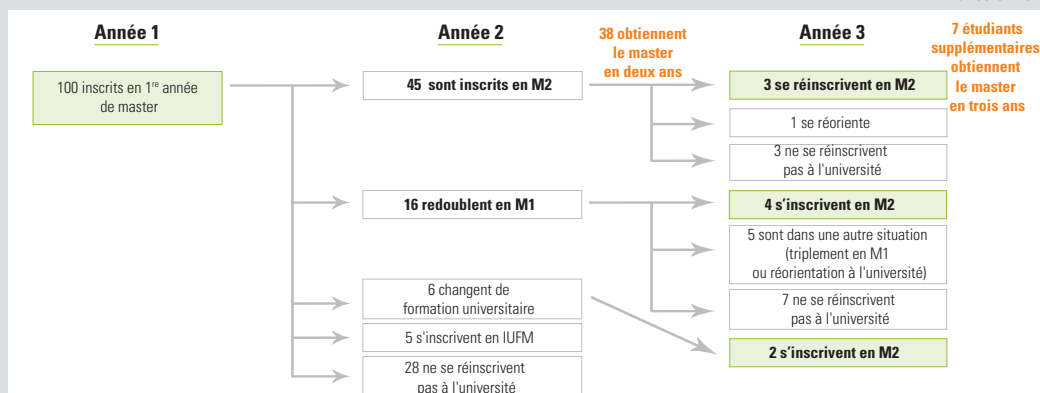 Année 1
Année 2
38 obtiennent
le master
en deux ans
Année 3
7 étudiants
supplémentaires
obtiennent
le master
en trois ans
100 inscrits en 1re année
de master
45 sont inscrits en M2
3 se réinscrivent en M2
1 se réoriente
3 ne se réinscrivent
pas à l'université
16 redoublent en M1
4 s’inscrivent en M2
5 sont dans une autre situation
(triplement en M1
ou réorientation à l'université)
7 ne se réinscrivent
pas à l'université
6 changent de
formation universitaire
2 s’inscrivent en M2
5 s'inscrivent en IUFM
28 ne se réinscrivent
pas à l'université